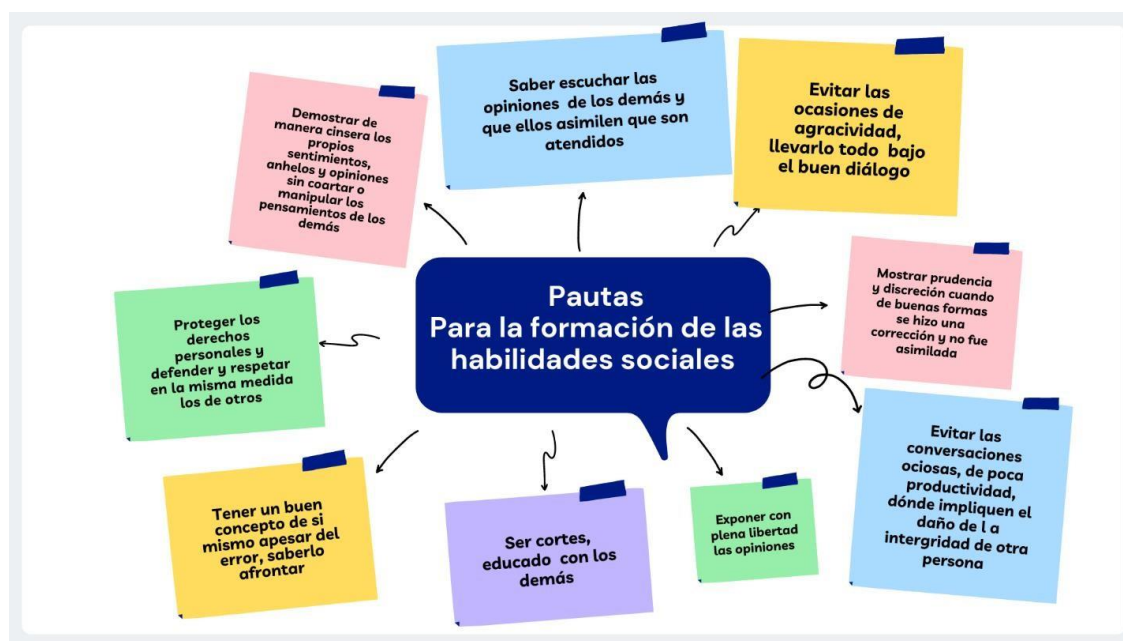 Pautas
Para la formación de las
habilidades sociales
Demostrar de
manera cinsera los
propios
sentimientos,
anhelos y opiniones
sin coartar o
manipular los
pensamientos de los
demás
Saber escuchar las
opiniones de los demás y
que ellos asimilen que son
atendidos
Evitar las
ocasiones de
agracividad,
llevarlo todo bajo
el buen diálogo
Mostrar prudencia
y discreción cuando
de buenas formas
se hizo una
corrección y no fue
asimilada
Evitar las
conversaciones
ociosas, de poca
productividad,
dónde impliquen el
daño de l a
intergridad de otra
persona
Exponer con
plena libertad
las opiniones
Ser cortes,
educado con los
demás
Tener un buen
concepto de si
mismo apesar del
error, saberlo
afrontar
Proteger los
derechos
personales y
defender y respetar
en la misma medida
los de otros